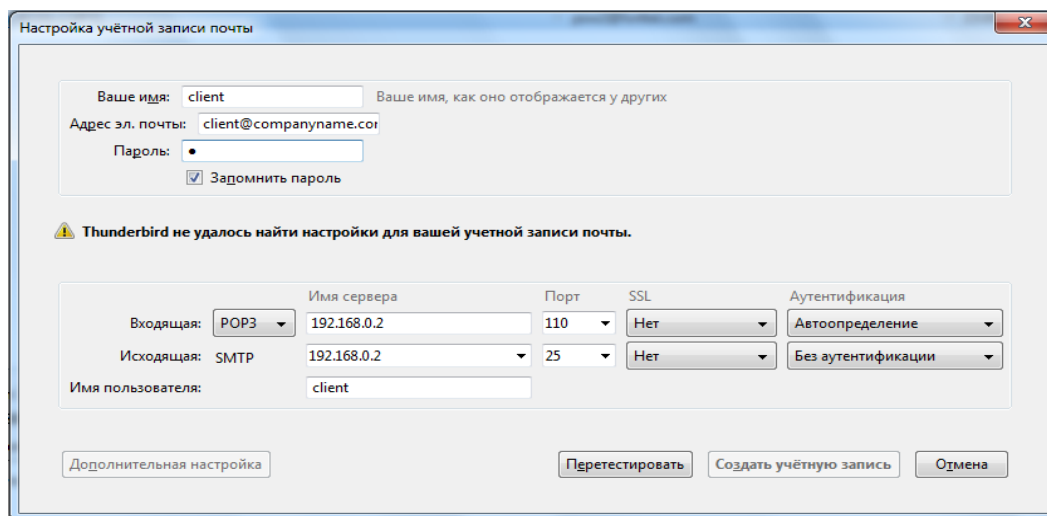 Настройка учётной записи почты
Ваше имя: client Ваше имя, как оно отображается у других
Адрес эл. почты: client@companyname.cor
Пароль: •
Запомнить пароль
Thunderbird не удалось найти настройки для вашей учетной записи почты.
Имя сервера Порт SSL Аутентификация
Входящая: POP3 192.168.0.2 110 Нет Автоопределение
Исходящая: SMTP 192.168.0.2 25 Нет Без аутентификации
Имя пользователя: client
Дополнительная настройка Перетестировать Создать учётную запись Отмена